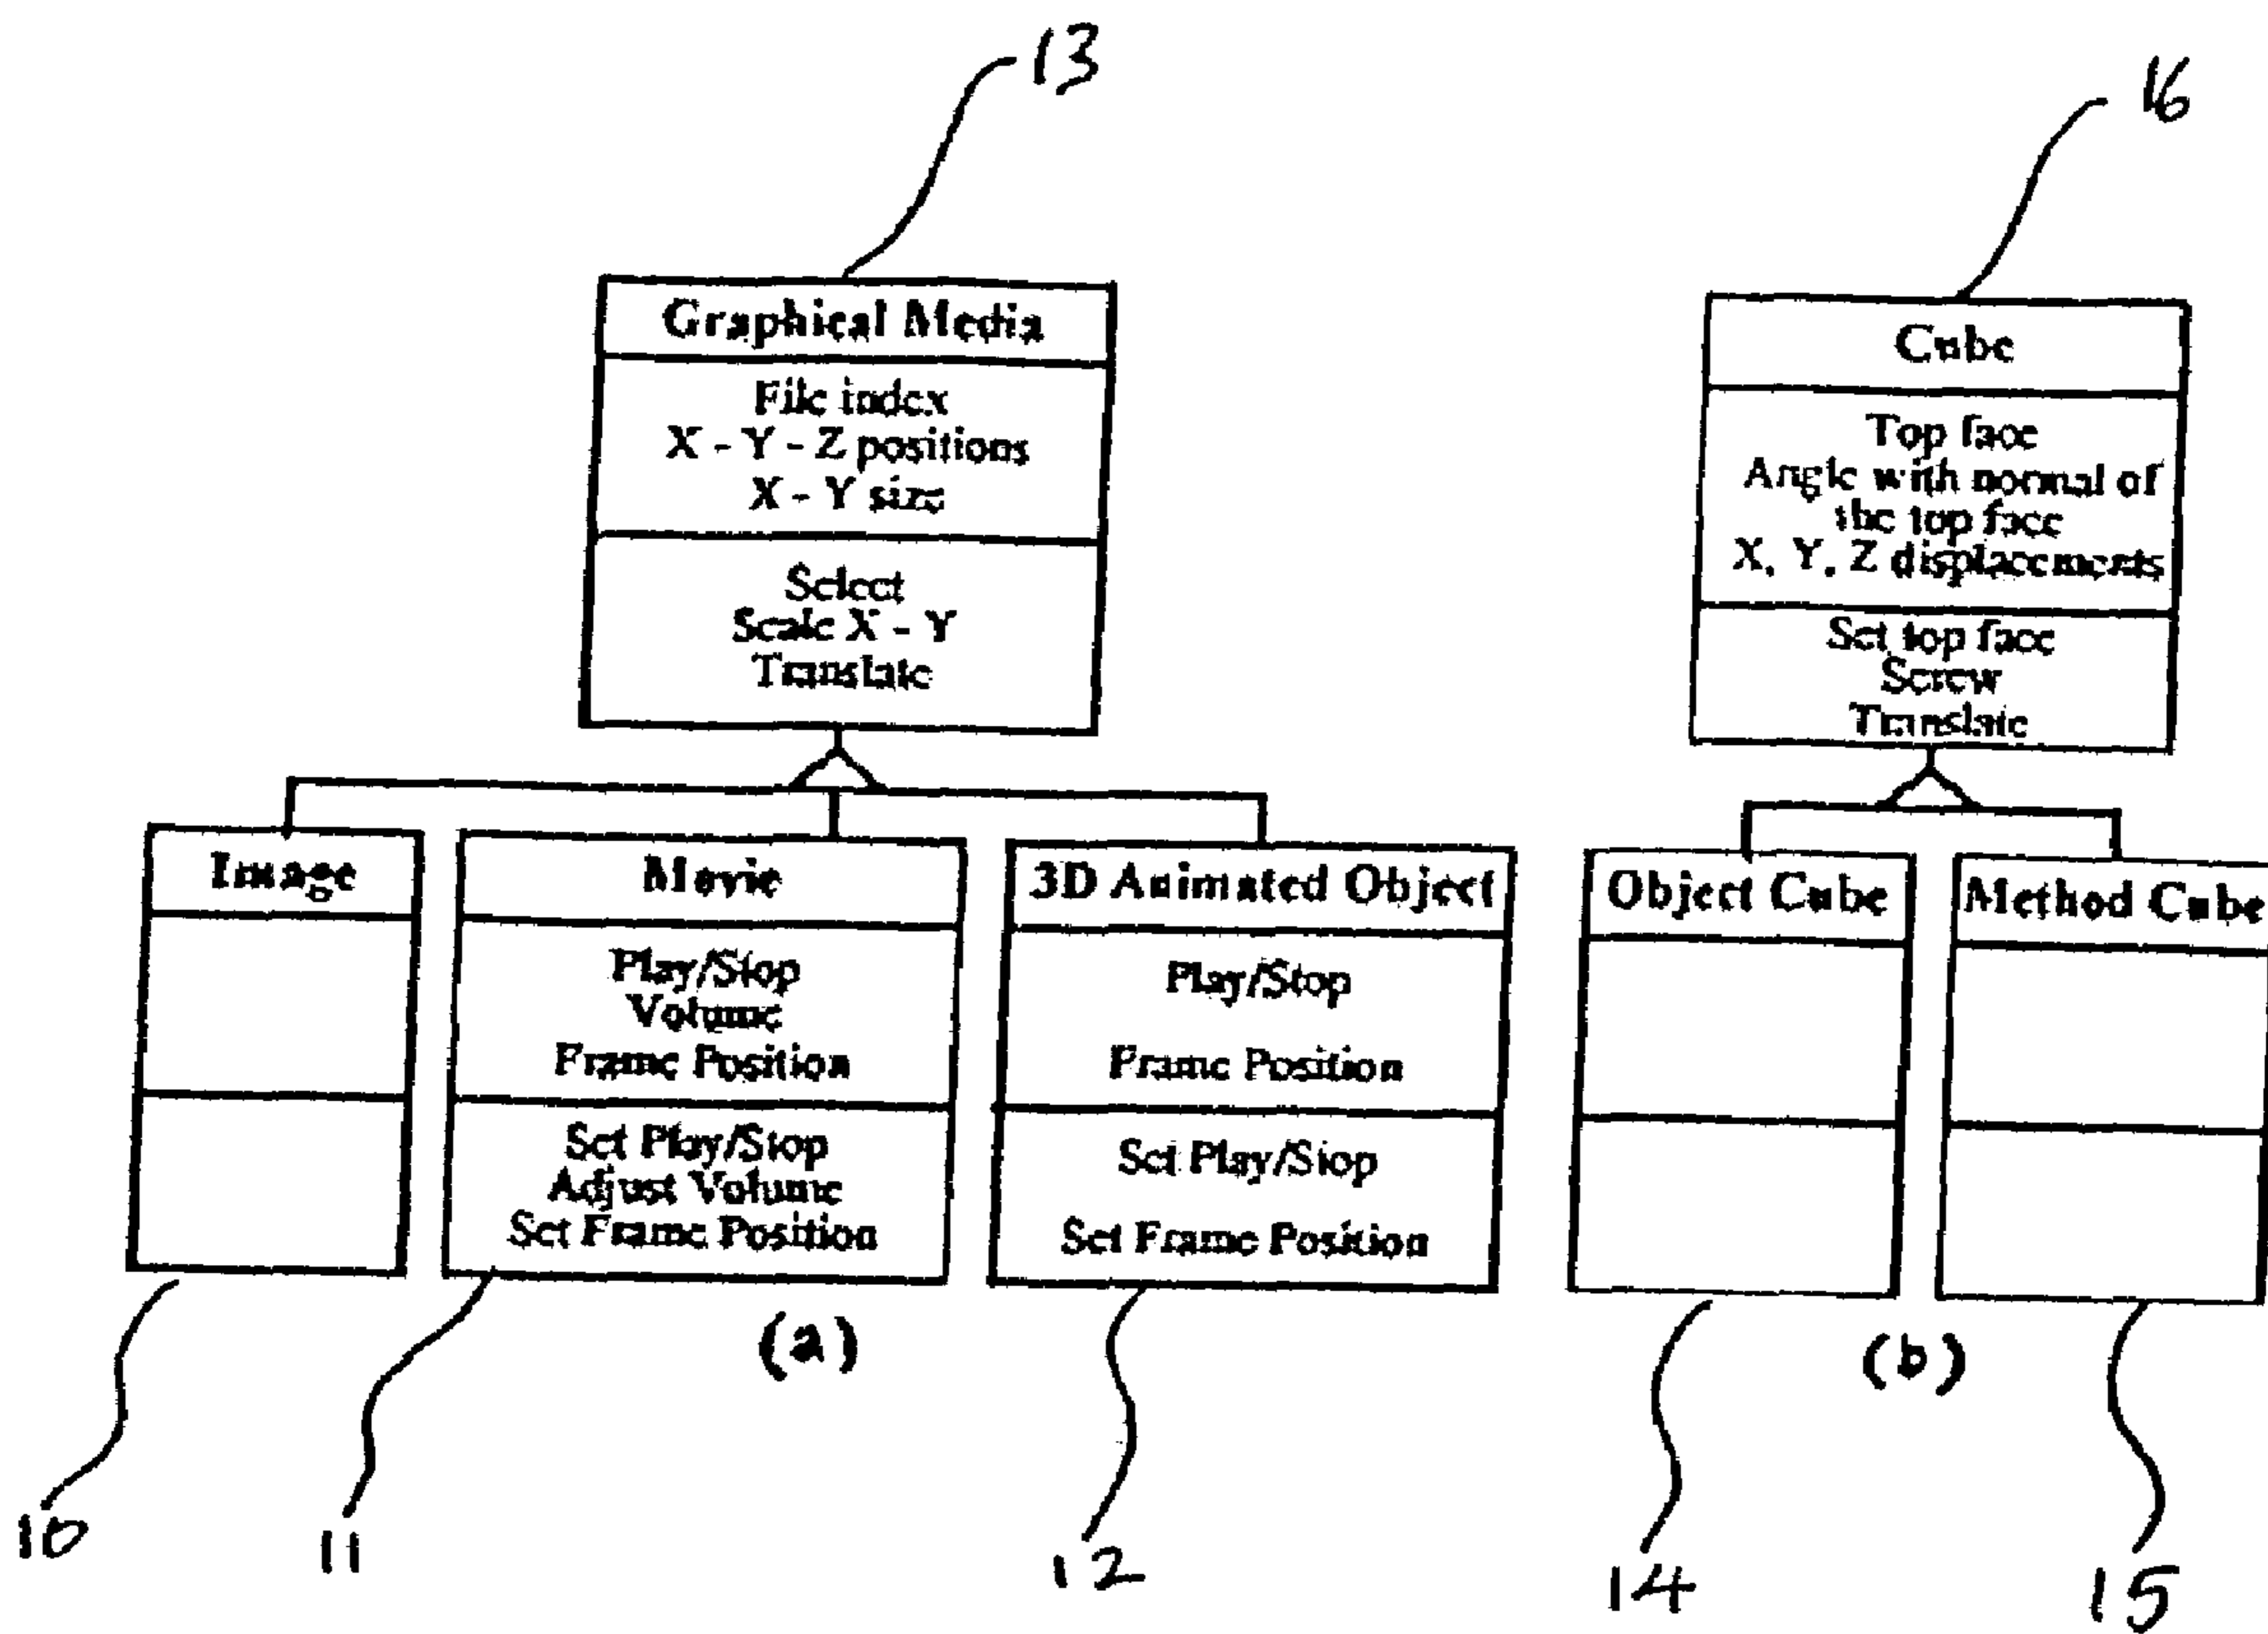 13
16
Graphical Media
File index
X - Y - Z positions
X - Y size
Select
Scale X - Y
Translate
Cube
Top face
Angle with normal of
the top face
X, Y, Z displacements
Set top face
Screw
Translate
Image
Movie
Play/Stop
Volume
Frame Position
Set Play/Stop
Adjust Volume
Set Frame Position
3D Animated Object
Play/Stop
Frame Position
Set Play/Stop
Set Frame Position
Object Cube
Method Cube
(a)
(b)
10
11
12
14
15